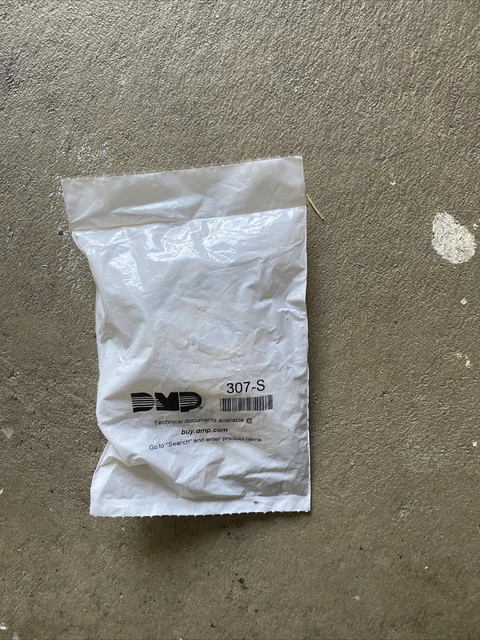 307-S
DMP
Technical documents available @
buy.dmp.com
Go to "Search" and enter product name